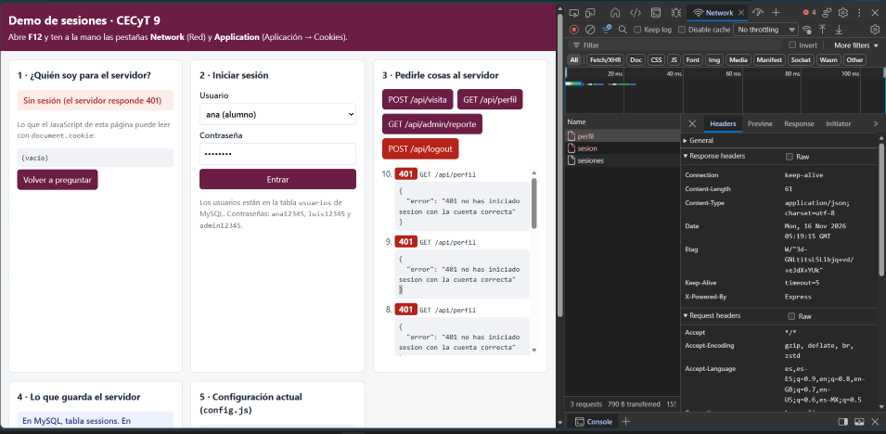 Demo de sesiones · CECyT 9
Abre F12 y ten a la mano las pestañas Network (Red) y Application (Aplicación → Cookies).
1 · ¿Quién soy para el servidor?
Sin sesión (el servidor responde 401)
Lo que el JavaScript de esta página puede leer
con document.cookie:
(vacío)
Volver a preguntar
2 · Iniciar sesión
Usuario
ana (alumno)
Contraseña
••••••••
Entrar
Los usuarios están en la tabla usuarios de
MySQL. Contraseñas: ana12345, luis12345 y
admin12345.
3 · Pedirle cosas al servidor
POST /api/visita GET /api/perfil
GET /api/admin/reporte
POST /api/logout
10. 401 GET /api/perfil
{
"error": "401 no has iniciado
sesion con la cuenta correcta"
}
9. 401 GET /api/perfil
{
"error": "401 no has iniciado
sesion con la cuenta correcta"
}
8. 401 GET /api/perfil
{
"error": "401 no has iniciado
sesion con la cuenta correcta"
4 · Lo que guarda el servidor
En MySQL, tabla sessions. En
5 · Configuración actual
(config.js)
Network
4
Keep log Disable cache No throttling
Filter Invert More filters
All Fetch/XHR Doc CSS JS Font Img Media Manifest Socket Wasm Other
20 ms 40 ms 60 ms 80 ms 100 ms
Name
perfil
sesion
sesiones
Headers Preview Response Initiator
General
Response headers Raw
Connection keep-alive
Content-Length 61
Content-Type application/json;
charset=utf-8
Date Mon, 16 Nov 2026
05:19:15 GMT
Etag W/"3d-
Keep-Alive timeout=5
X-Powered-By Express
Request headers Raw
Accept */*
Accept-Encoding gzip, deflate, br,
zstd
Accept-Language es,es-
ES;q=0.9,en;q=0.8,en-
GB;q=0.7,en-
US;q=0.6,es-MX;q=0.5
3 requests 790 B transferred 155
Console